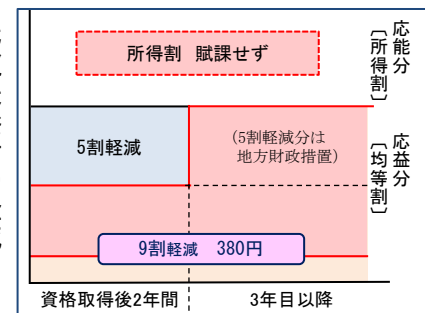 所得割 賦課せず
応能分
〔所得割〕
5割軽減
(5割軽減分は
地方財政措置)
応益分
〔均等割〕
9割軽減 380円
資格取得後2年間
3年目以降